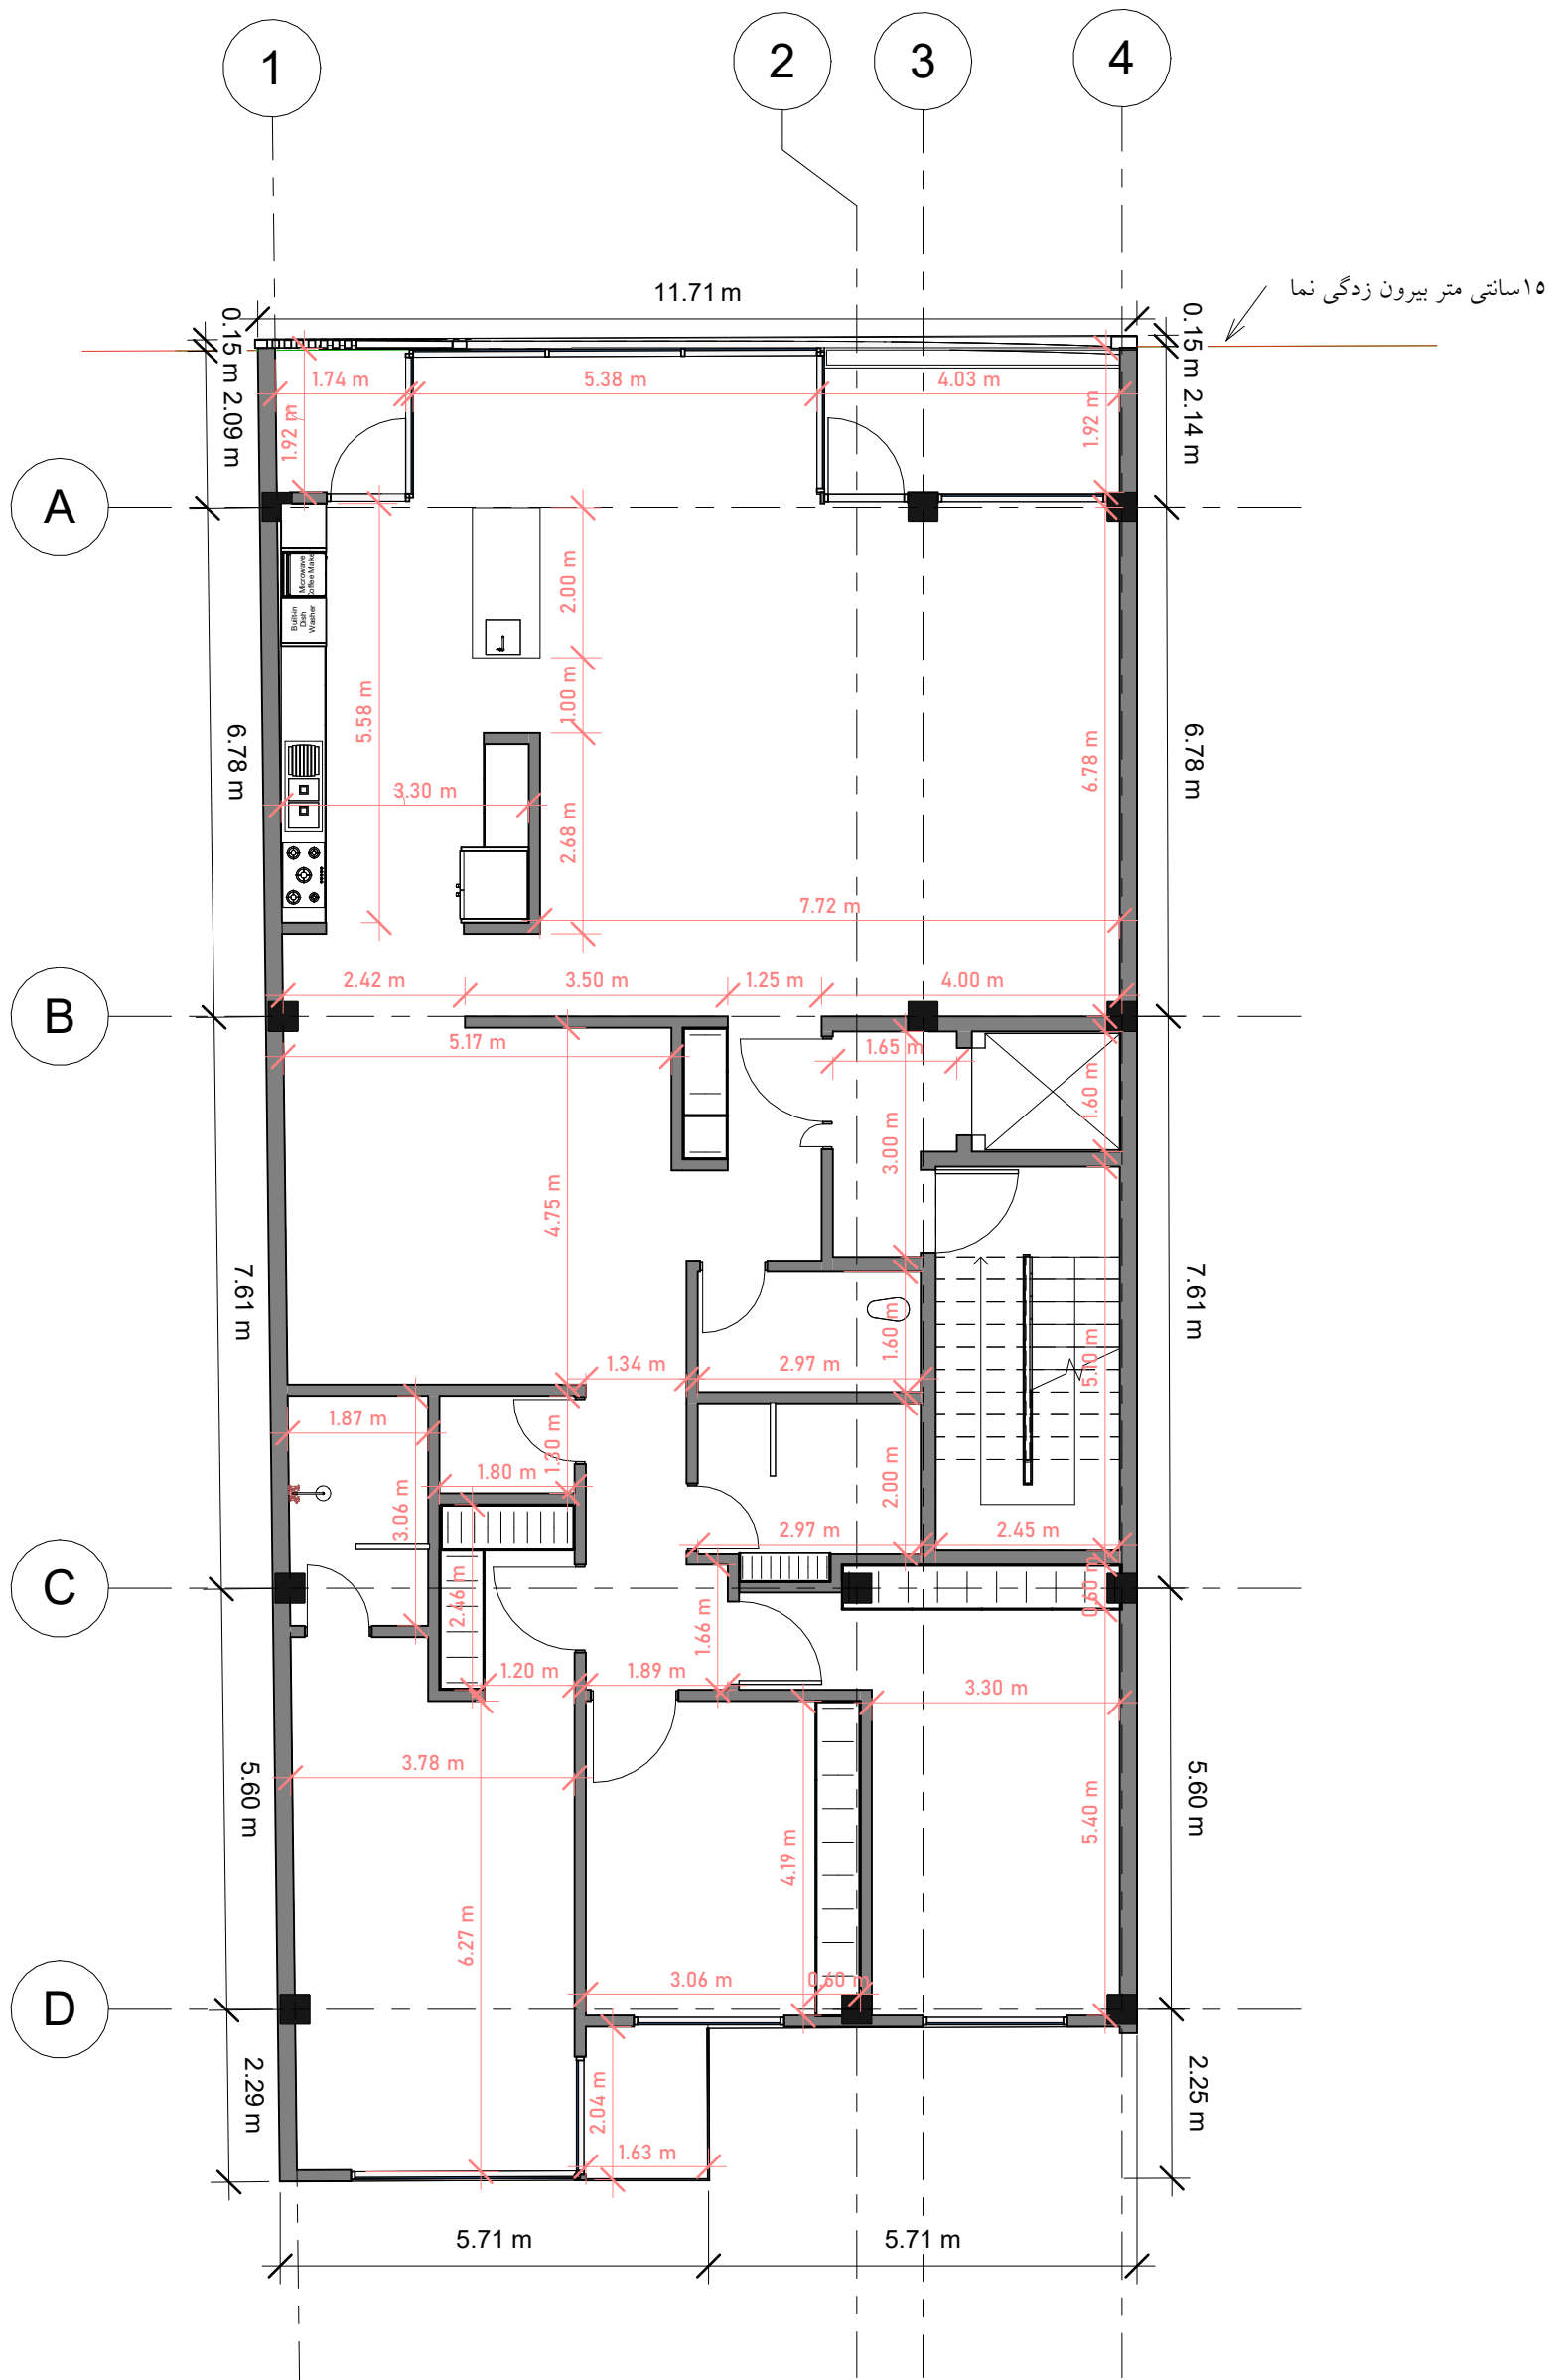 1
2
3
4
11.71 m
۱۵سانتی متر بیرون زدگی نما
0.15 m
0.15 m
1.74 m
5.38 m
4.03 m
2.09 m
1.92 m
1.92 m
2.14 m
A
Microwave
Coffee Make
Built-in
Dish
Washer
2.00 m
1.00 m
5.58 m
6.78 m
6.78 m
6.78 m
3.30 m
2.68 m
7.72 m
B
2.42 m
3.50 m
1.25 m
4.00 m
5.17 m
1.65 m
1.60 m
3.00 m
4.75 m
7.61 m
7.61 m
1.60 m
5.10 m
1.34 m
2.97 m
1.87 m
1.30 m
1.80 m
2.00 m
3.06 m
2.97 m
2.45 m
C
2.46 m
0.60 m
1.66 m
1.20 m
1.89 m
3.30 m
3.78 m
5.60 m
5.60 m
5.40 m
4.19 m
6.27 m
3.06 m
0.60 m
D
2.29 m
2.04 m
2.25 m
1.63 m
5.71 m
5.71 m